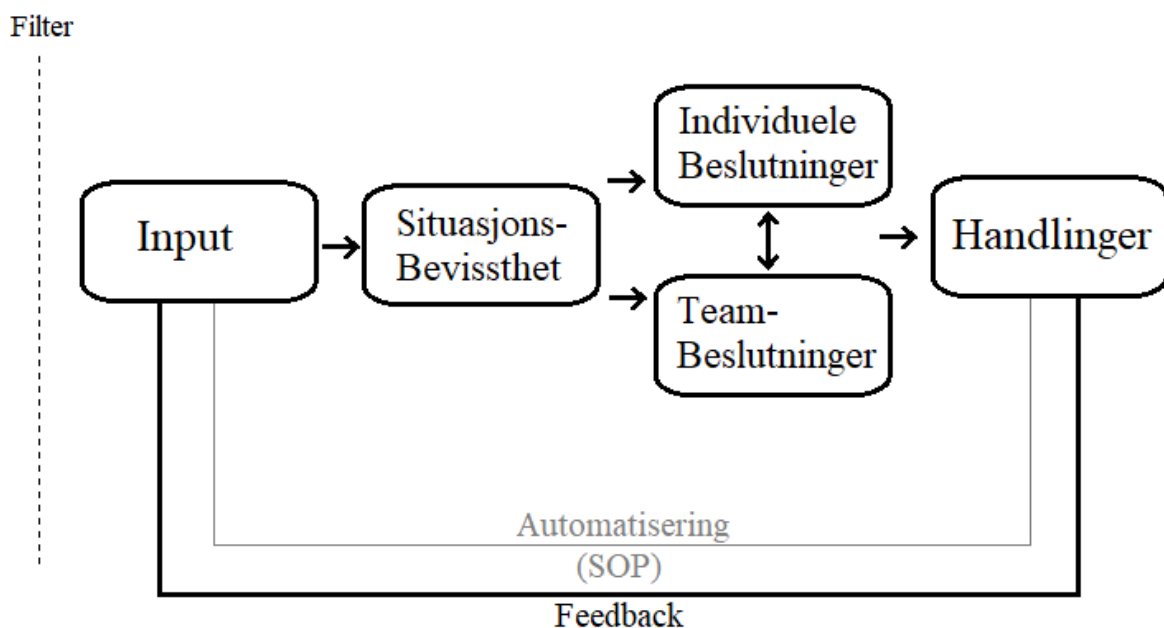 Filter
Input
Situasjons-
Bevissthet
Individuele
Beslutninger
Team-
Beslutninger
Handlinger
Automatisering
(SOP)
Feedback